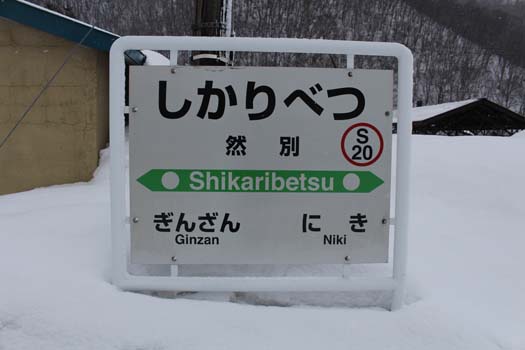 しかりべつ
然別
S
20
Shikaribetsu
ぎんざん にき
Ginzan Niki